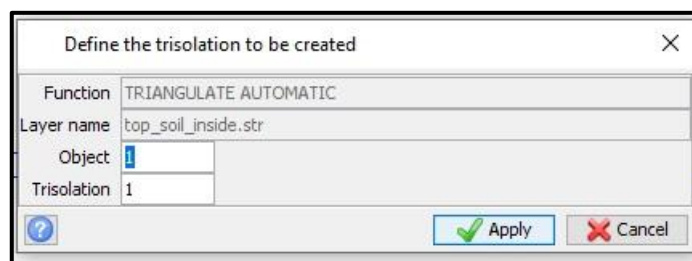 Define the trisolation to be created
Function TRIANGULATE AUTOMATIC
Layer name top_soil_inside.str
Object 1
Trisolation 1
? Apply Cancel